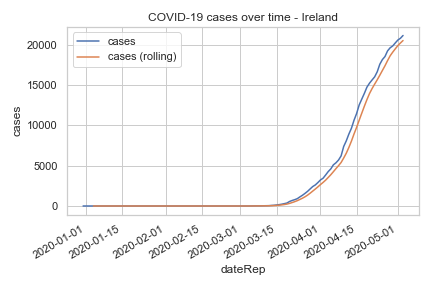 COVID-19 cases over time - Ireland
cases
cases (rolling)
20000
15000
10000
5000
0
cases
2020-01-01
2020-01-15
2020-02-01
2020-02-15
2020-03-01
2020-03-15
2020-04-01
2020-04-15
2020-05-01
dateRep